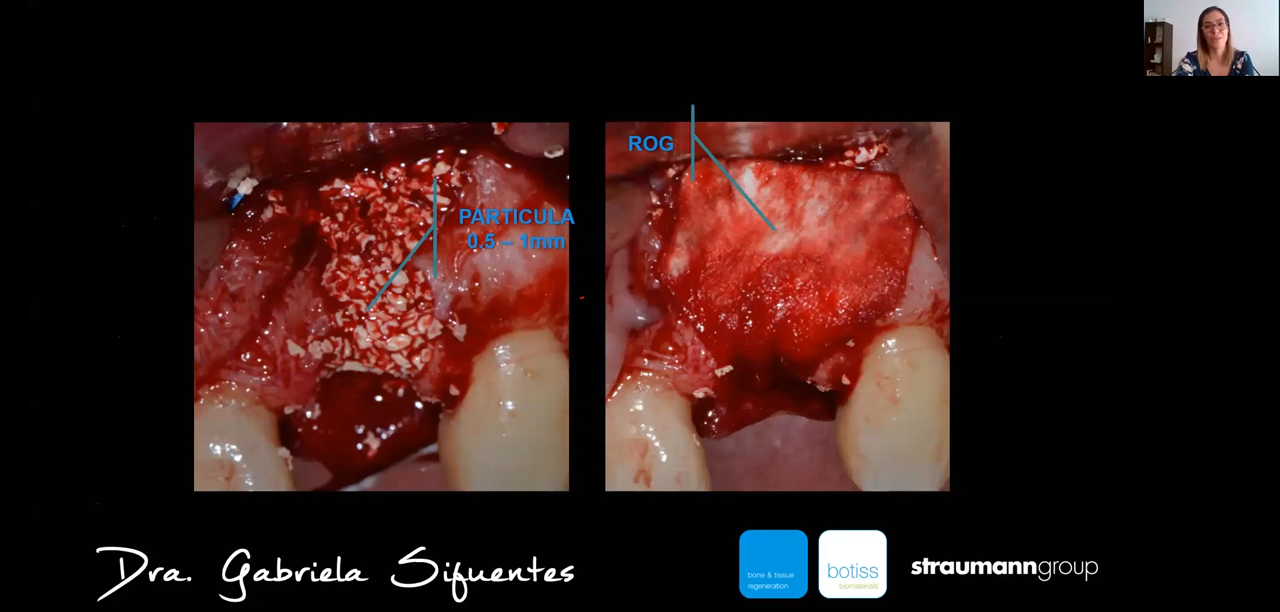 ROG
PARTICULA
0.5 – 1mm
Dra. Gabriela Sifuentes
bone & tissue
regeneration
botiss
biomaterials
straumanngroup